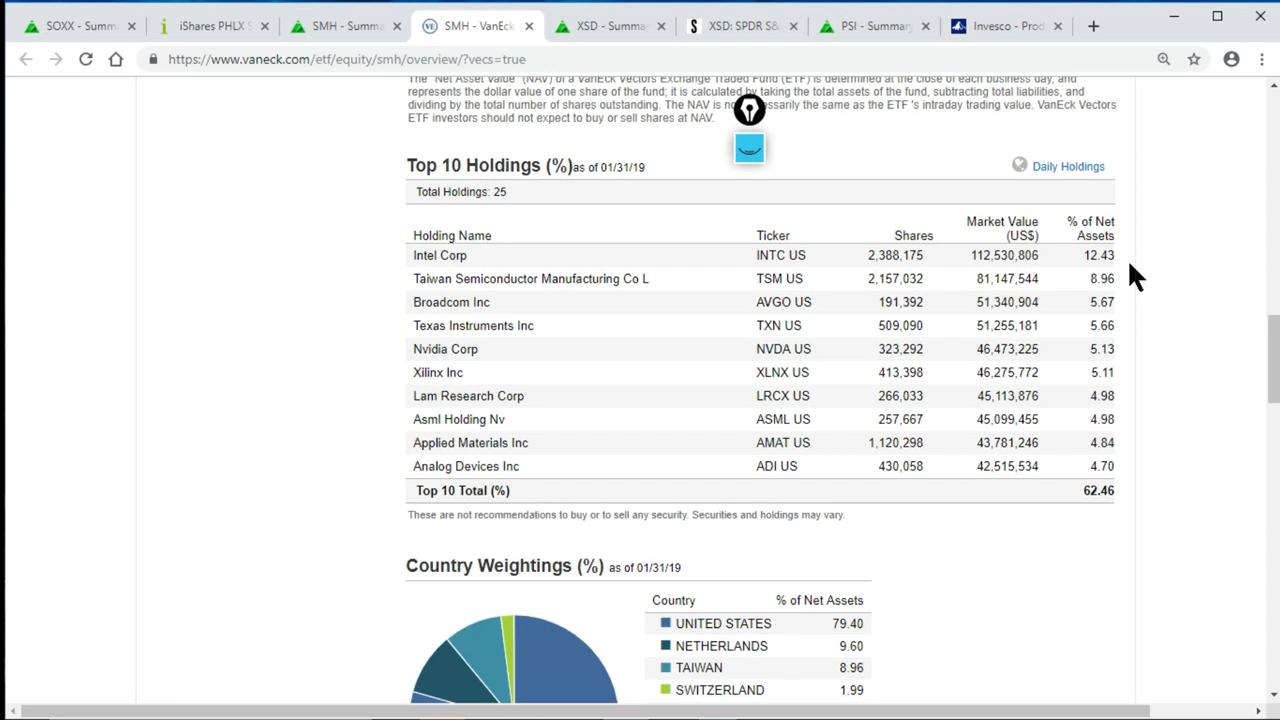 SOXX - Summ
iShares PHLX S
SMH - Summa
VE
SMH - VanEck
XSD - Summa
S
XSD: SPDR S&
PSI - Summary
Invesco - Prod
https://www.vaneck.com/etf/equity/smh/overview/?vecs=true
The "Net Asset Value" (NAV) of a VanEck Vectors Exchange Traded Fund (ETF) is determined at the close of each business day, and
represents the dollar value of one share of the fund; it is calculated by taking the total assets of the fund, subtracting total liabilities, and
dividing by the total number of shares outstanding. The NAV is no essarily the same as the ETF 's intraday trading value. VanEck Vectors
ETF investors should not expect to buy or sell shares at NAV.
Top 10 Holdings (%)as of 01/31/19
Daily Holdings
Total Holdings: 25
Holding Name Ticker Shares Market Value (US$) % of Net Assets
Intel Corp INTC US 2,388,175 112,530,806 12.43
Taiwan Semiconductor Manufacturing Co L TSM US 2,157,032 81,147,544 8.96
Broadcom Inc AVGO US 191,392 51,340,904 5.67
Texas Instruments Inc TXN US 509,090 51,255,181 5.66
Nvidia Corp NVDA US 323,292 46,473,225 5.13
Xilinx Inc XLNX US 413,398 46,275,772 5.11
Lam Research Corp LRCX US 266,033 45,113,876 4.98
Asml Holding Nv ASML US 257,667 45,099,455 4.98
Applied Materials Inc AMAT US 1,120,298 43,781,246 4.84
Analog Devices Inc ADI US 430,058 42,515,534 4.70
Top 10 Total (%) 62.46
These are not recommendations to buy or to sell any security. Securities and holdings may vary.
Country Weightings (%) as of 01/31/19
Country % of Net Assets
UNITED STATES 79.40
NETHERLANDS 9.60
TAIWAN 8.96
SWITZERLAND 1.99